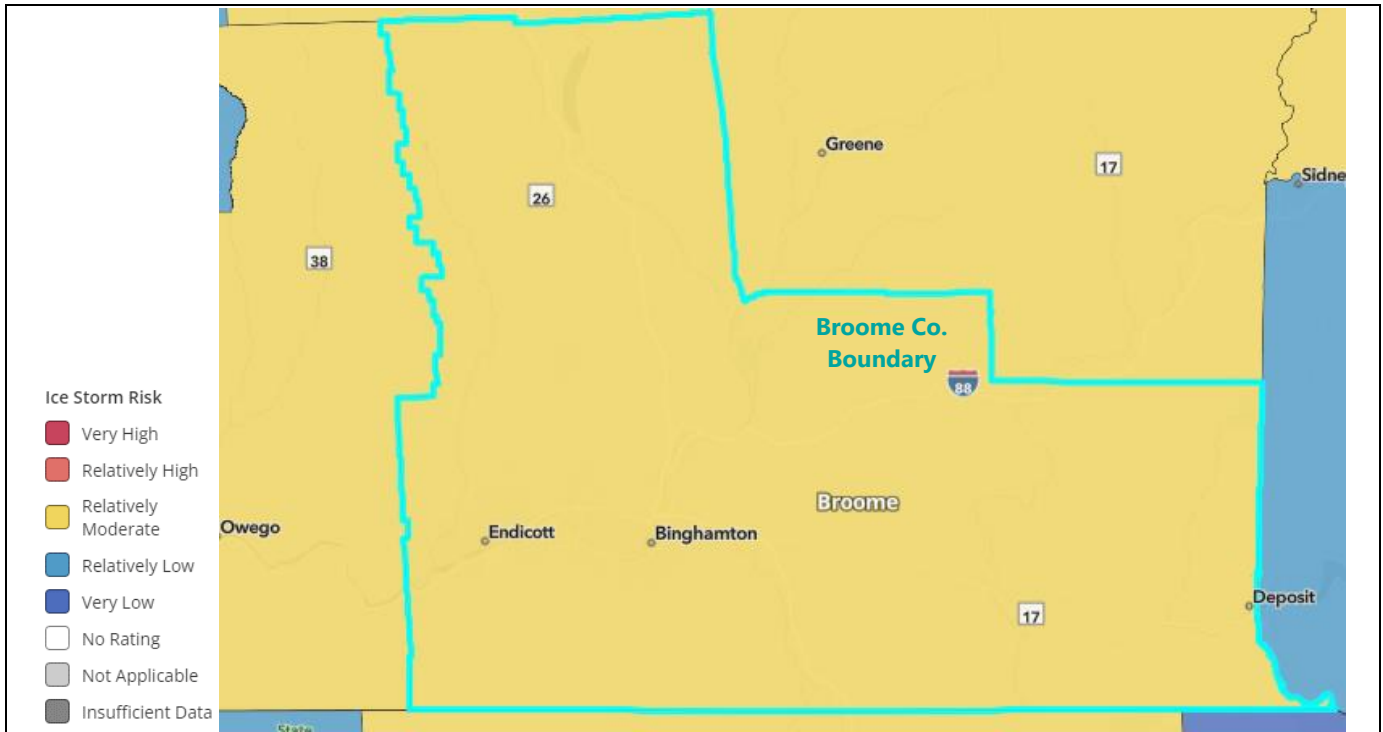 Greene
17
Sidne
26
38
Broome Co.
Boundary
88
Ice Storm Risk
Very High
Relatively High
Relatively
Moderate
Relatively Low
Very Low
No Rating
Not Applicable
Insufficient Data
Broome
Owego
Endicott
Binghamton
Deposit
17
State